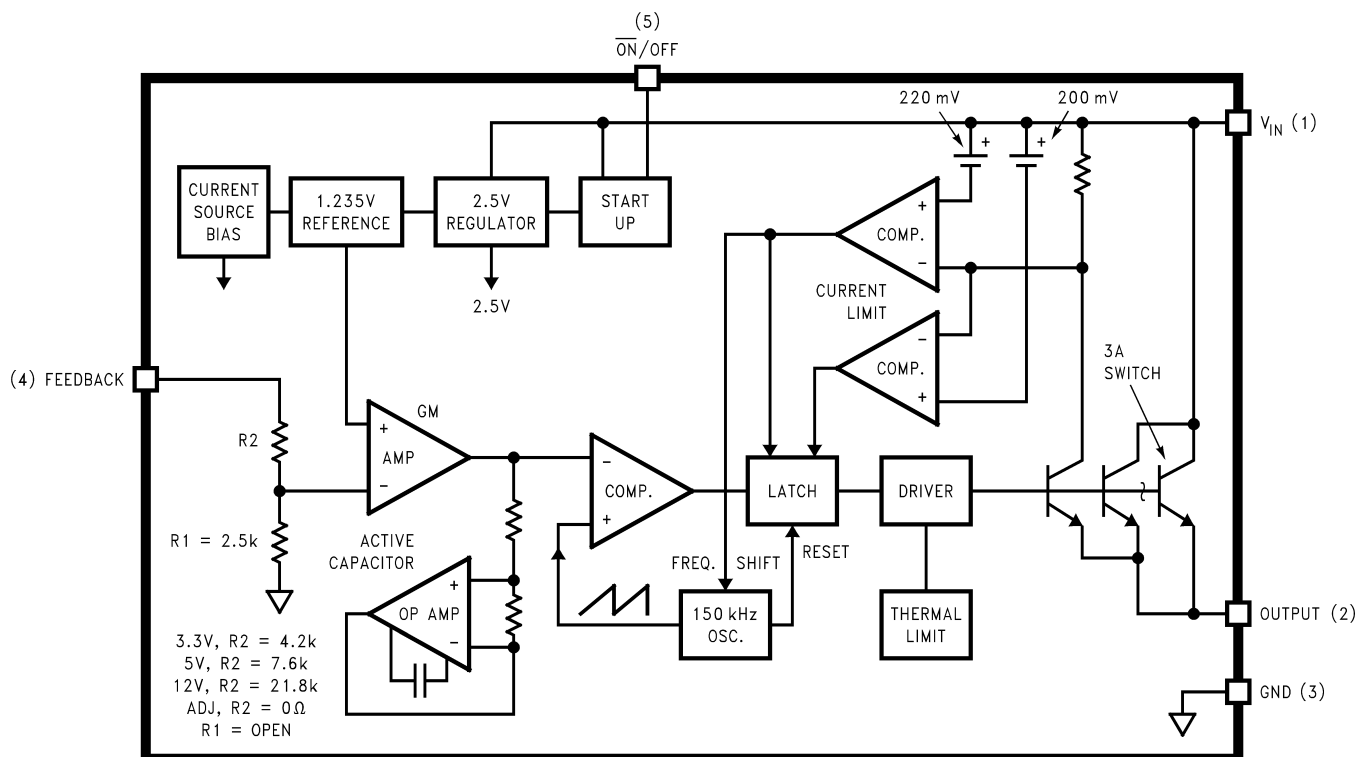 (5)
ON/OFF
220 mV
200 mV
VIN (1)
CURRENT
SOURCE
BIAS
1.235V
REFERENCE
2.5V
REGULATOR
START
UP
+
+
+
COMP.
−
2.5V
CURRENT
LIMIT
−
COMP.
+
3A
SWITCH
(4) FEEDBACK
GM
+
AMP
−
R2
−
COMP.
+
LATCH
DRIVER
R1 = 2.5k
ACTIVE
CAPACITOR
FREQ. SHIFT
RESET
+
OP AMP
−
150 kHz
OSC.
THERMAL
LIMIT
OUTPUT (2)
3.3V, R2 = 4.2k
5V, R2 = 7.6k
12V, R2 = 21.8k
ADJ, R2 = 0Ω
R1 = OPEN
GND (3)